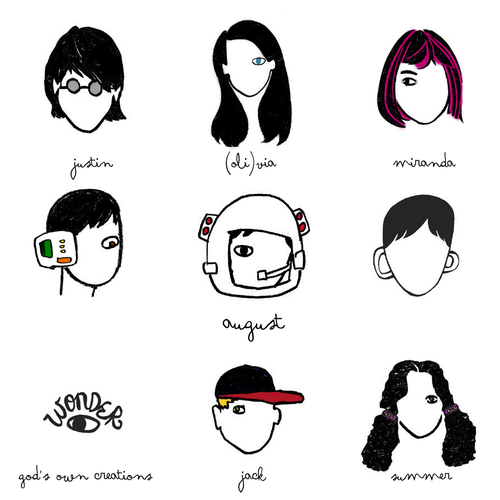 justin
(oli)via
miranda
august
WONDER
god's own creations
jack
summer